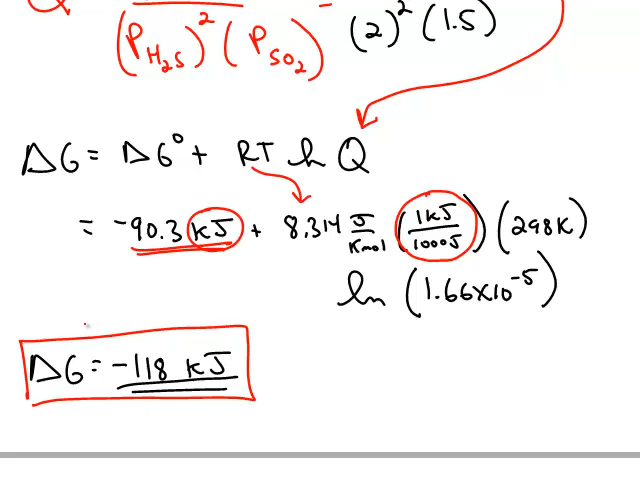 Q (P_H₂S)² (P_SO₂) (2)² (1.5)
ΔG = ΔG° + RT ln Q
= -90.3 kJ + 8.314 J/Kmol (1kJ/1000J) (298K)
ln (1.66×10⁻⁵)
ΔG = -118 kJ